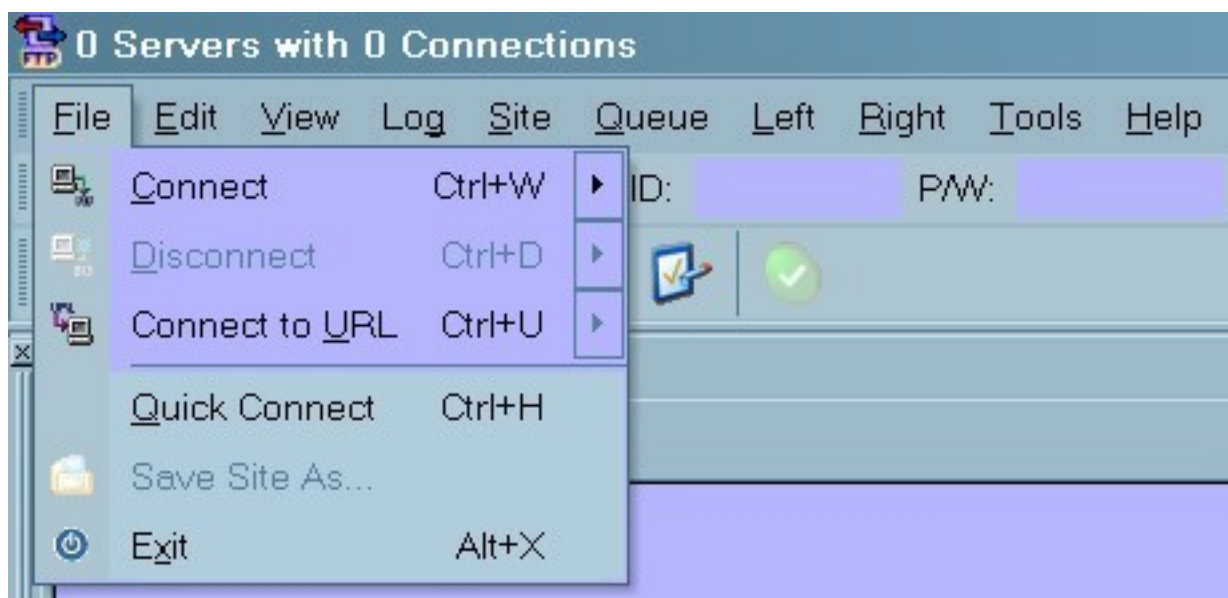 0 Servers with 0 Connections
File Edit View Log Site Queue Left Right Tools Help
Connect Ctrl+W ID: P/W:
Disconnect Ctrl+D
Connect to URL Ctrl+U
Quick Connect Ctrl+H
Save Site As...
Exit Alt+X